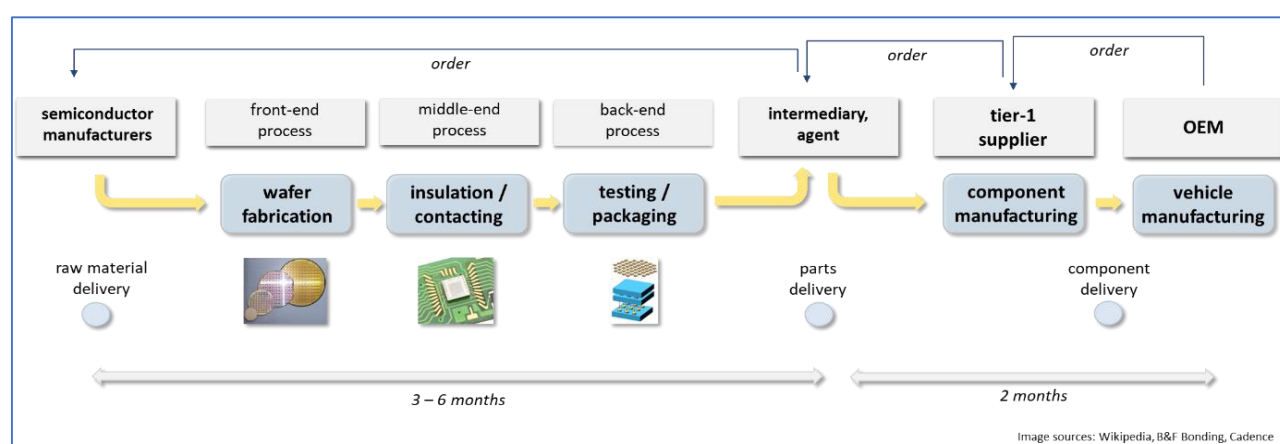 order
order
order
semiconductor
manufacturers
front-end
process
middle-end
process
back-end
process
intermediary,
agent
tier-1
supplier
OEM
wafer
fabrication
insulation /
contacting
testing /
packaging
component
manufacturing
vehicle
manufacturing
raw material
delivery
parts
delivery
component
delivery
3 – 6 months
2 months
Image sources: Wikipedia, B&F Bonding, Cadence